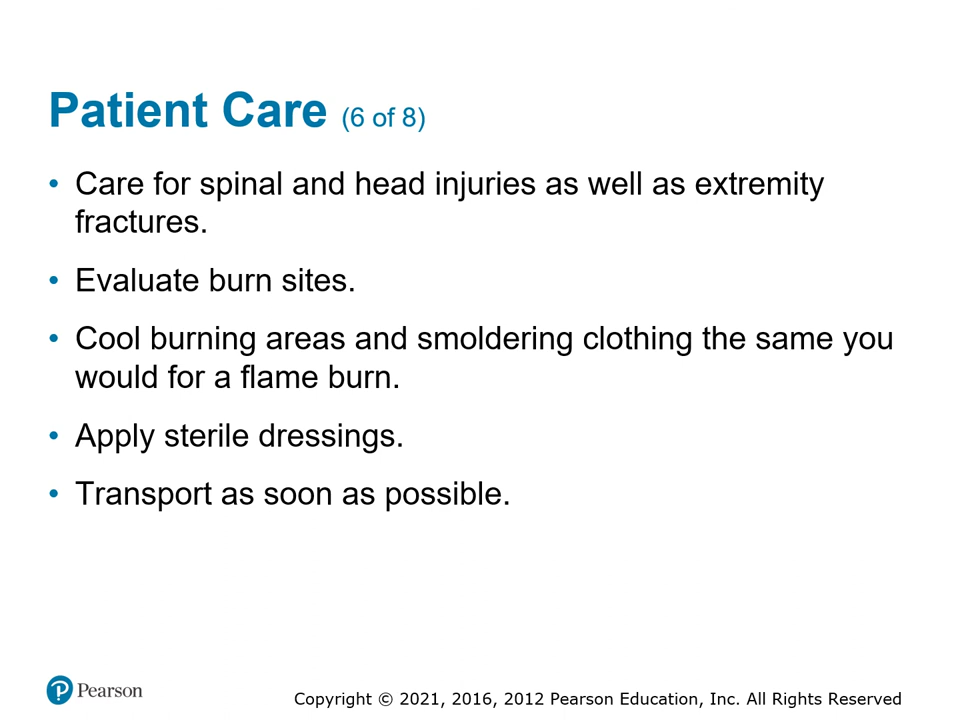 Patient Care (6 of 8)
• Care for spinal and head injuries as well as extremity
fractures.
• Evaluate burn sites.
• Cool burning areas and smoldering clothing the same you
would for a flame burn.
• Apply sterile dressings.
• Transport as soon as possible.
Pearson
Copyright © 2021, 2016, 2012 Pearson Education, Inc. All Rights Reserved